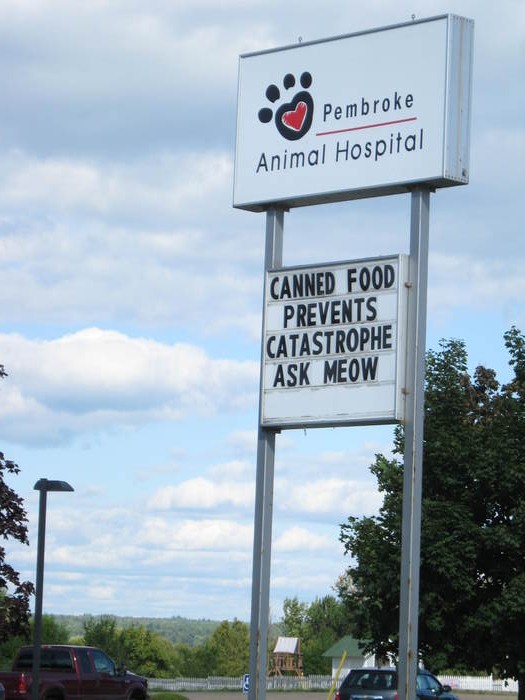 Pembroke
Animal Hospital
CANNED FOOD
PREVENTS
CATASTROPHE
ASK MEOW